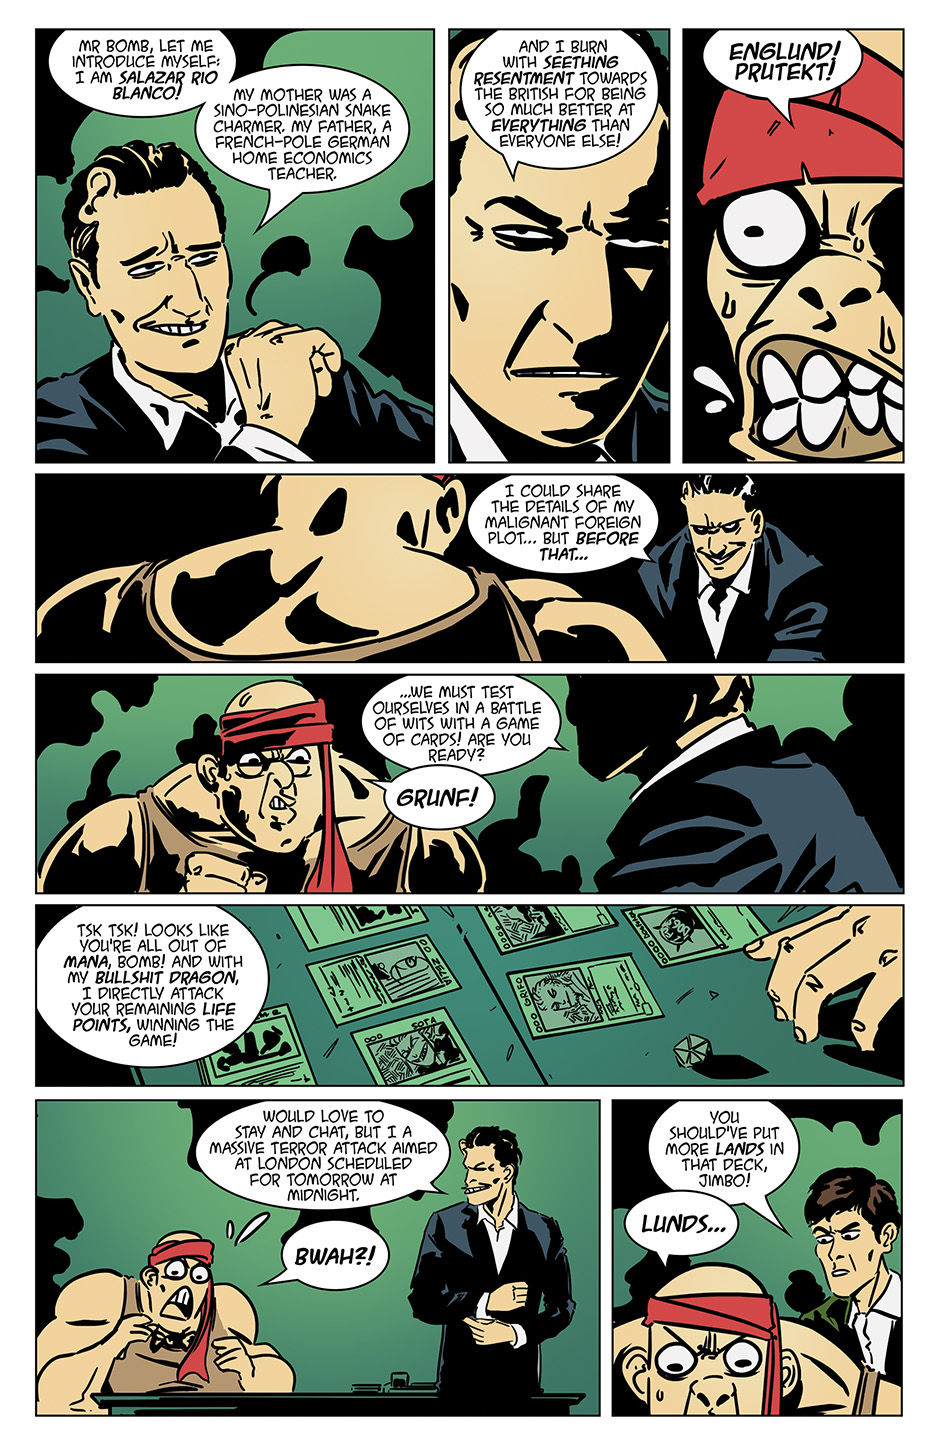 MR BOMB, LET ME
INTRODUCE MYSELF:
I AM SALAZAR RIO
BLANCO!
MY MOTHER WAS A
SINO-POLINESIAN SNAKE
CHARMER. MY FATHER, A
FRENCH-POLE GERMAN
HOME ECONOMICS
TEACHER.
AND I BURN
WITH SEETHING
RESENTMENT TOWARDS
THE BRITISH FOR BEING
SO MUCH BETTER AT
EVERYTHING THAN
EVERYONE ELSE!
ENGLUND!
PRUTEKT!
I COULD SHARE
THE DETAILS OF MY
MALIGNANT FOREIGN
PLOT... BUT BEFORE
THAT...
...WE MUST TEST
OURSELVES IN A BATTLE
OF WITS WITH A GAME
OF CARDS! ARE YOU
READY?
GRUNF!
TSK TSK! LOOKS LIKE
YOU'RE ALL OUT OF
MANA, BOMB! AND WITH
MY BULLSHIT DRAGON,
I DIRECTLY ATTACK
YOUR REMAINING LIFE
POINTS, WINNING THE
GAME!
SOTA
WOULD LOVE TO
STAY AND CHAT, BUT I A
MASSIVE TERROR ATTACK AIMED
AT LONDON SCHEDULED
FOR TOMORROW AT
MIDNIGHT.
BWAH?!
YOU
SHOULD'VE PUT
MORE LANDS IN
THAT DECK,
JIMBO!
LUNDS...